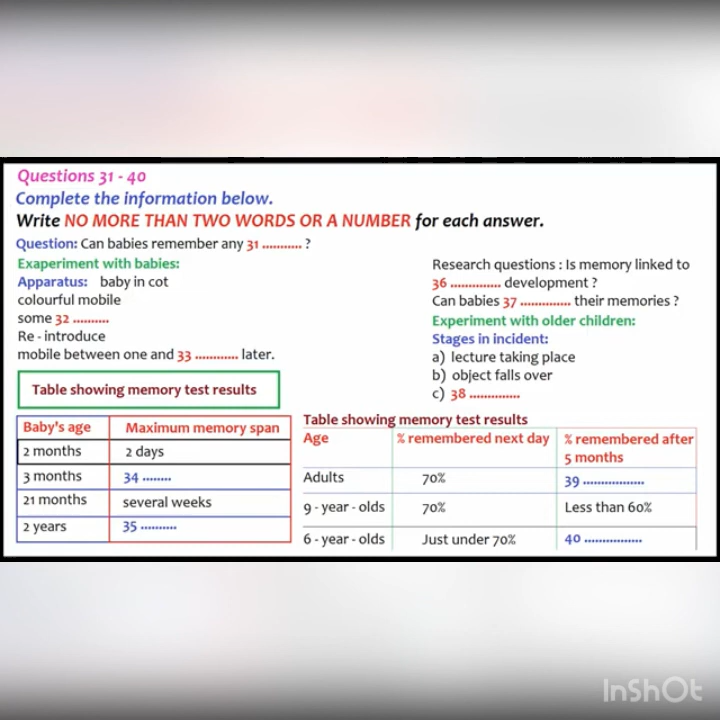 Questions 31 - 40
Complete the information below.
Write NO MORE THAN TWO WORDS OR A NUMBER for each answer.
Question: Can babies remember any 31 ........... ?
Exaperiment with babies:
Apparatus: baby in cot
colourful mobile
some 32 ..........
Re - introduce
mobile between one and 33 ............ later.
Table showing memory test results
Baby's age Maximum memory span
2 months 2 days
3 months 34 ........
21 months several weeks
2 years 35 ..........
Research questions : Is memory linked to
36 .............. development ?
Can babies 37 .............. their memories ?
Experiment with older children:
Stages in incident:
a) lecture taking place
b) object falls over
c) 38 ..............
Table showing memory test results
Age % remembered next day % remembered after
5 months
Adults 70% 39 .................
9 - year - olds 70% Less than 60%
6 - year - olds Just under 70% 40 ................
InShOt